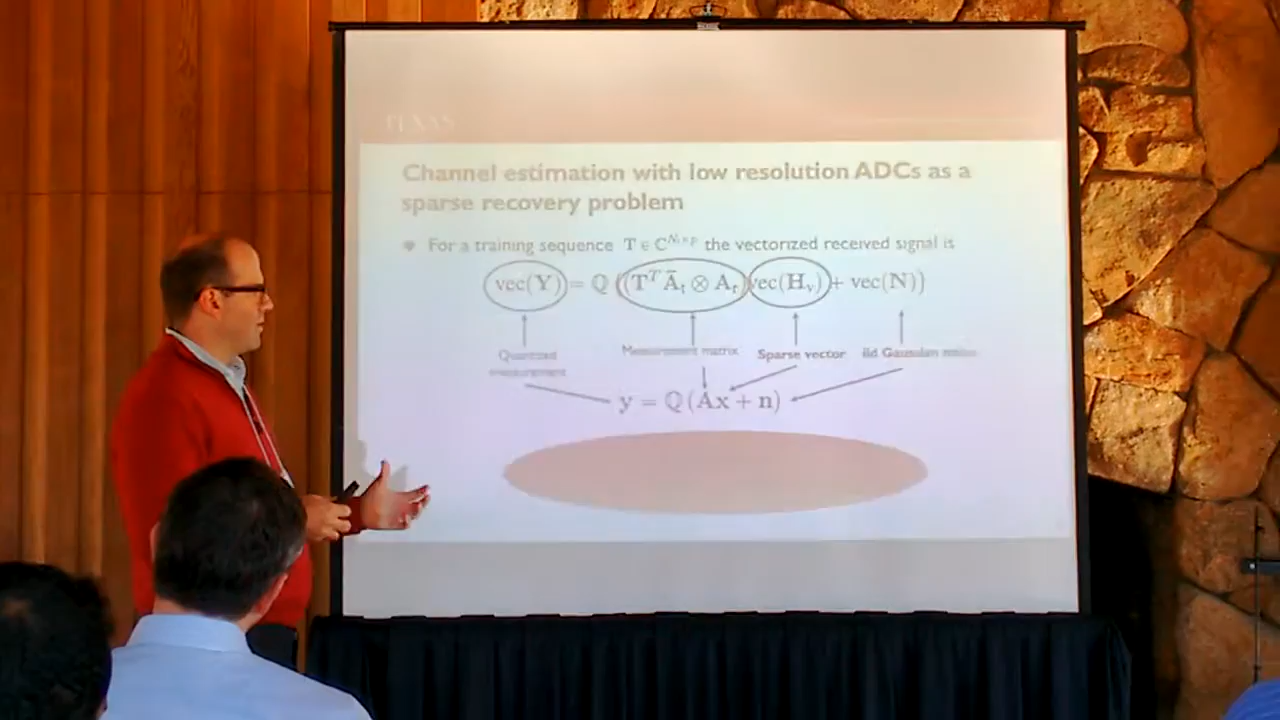 TEXAS
Channel estimation with low resolution ADCs as a
sparse recovery problem
For a training sequence T ∈ C^{N_t×p} the vectorized received signal is
vec(Y) = Q((T^T Ā_t ⊗ A_r)vec(H_v) + vec(N))
Quantized Measurement matrix Sparse vector iid Gaussian noise
measurement
y = Q(Ax + n)